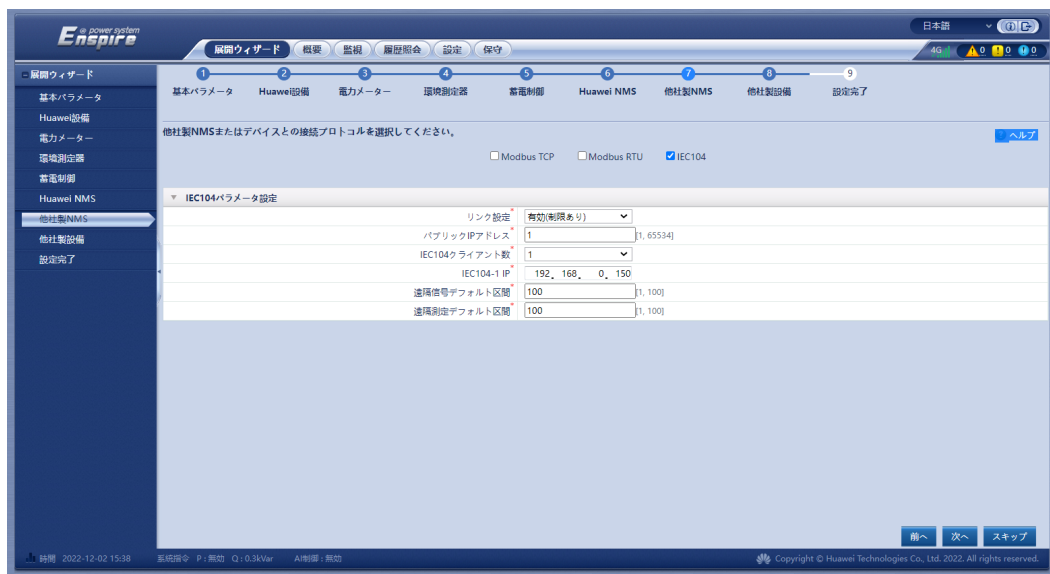 e power system
Enspire
日本語
展開ウィザード 概要 監視 履歴照会 設定 保守
4G 0 0 0
展開ウィザード
基本パラメータ
Huawei設備
電力メーター
環境測定器
蓄電制御
Huawei NMS
他社製NMS
他社製設備
設定完了
1 2 3 4 5 6 7 8 9
基本パラメータ Huawei設備 電力メーター 環境測定器 蓄電制御 Huawei NMS 他社製NMS 他社製設備 設定完了
他社製NMSまたはデバイスとの接続プロトコルを選択してください。
? ヘルプ
Modbus TCP Modbus RTU IEC104
IEC104パラメータ設定
リンク設定* 有効(制限あり)
パブリックIPアドレス* 1 [1, 65534]
IEC104クライアント数* 1
IEC104-1 IP* 192. 168. 0. 150
遠隔信号デフォルト区間* 100 [1, 100]
遠隔測定デフォルト区間* 100 [1, 100]
前へ 次へ スキップ
時間 2022-12-02 15:38 系統指令 P : 無効 Q : 0.3kVar AI制御 : 無効 Copyright © Huawei Technologies Co., Ltd. 2022. All rights reserved.